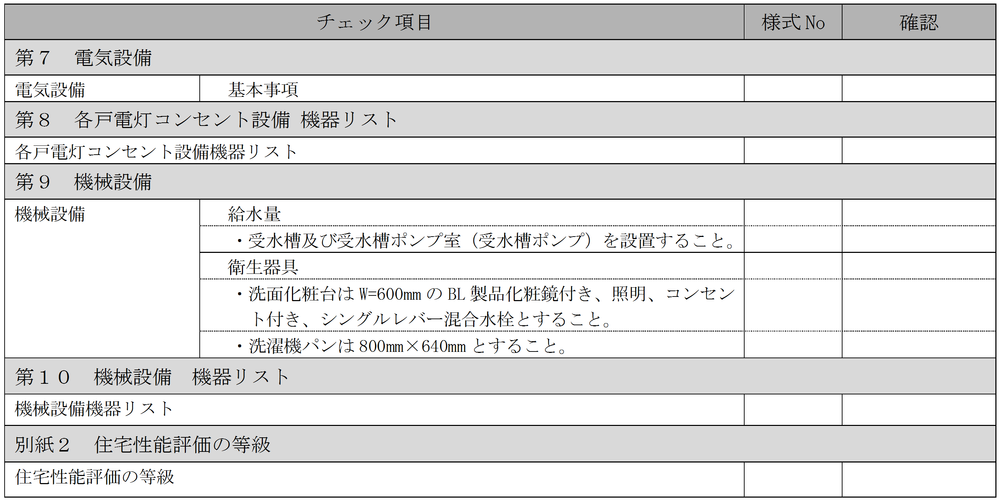 チェック項目 様式No 確認
第７　電気設備
電気設備 基本事項
第８　各戸電灯コンセント設備 機器リスト
各戸電灯コンセント設備機器リスト
第９　機械設備
機械設備 給水量
・受水槽及び受水槽ポンプ室（受水槽ポンプ）を設置すること。
衛生器具
・洗面化粧台は W=600mm の BL 製品化粧鏡付き、照明、コンセン
ト付き、シングルレバー混合水栓とすること。
・洗濯機パンは 800mm×640mm とすること。
第１０　機械設備　機器リスト
機械設備機器リスト
別紙２　住宅性能評価の等級
住宅性能評価の等級